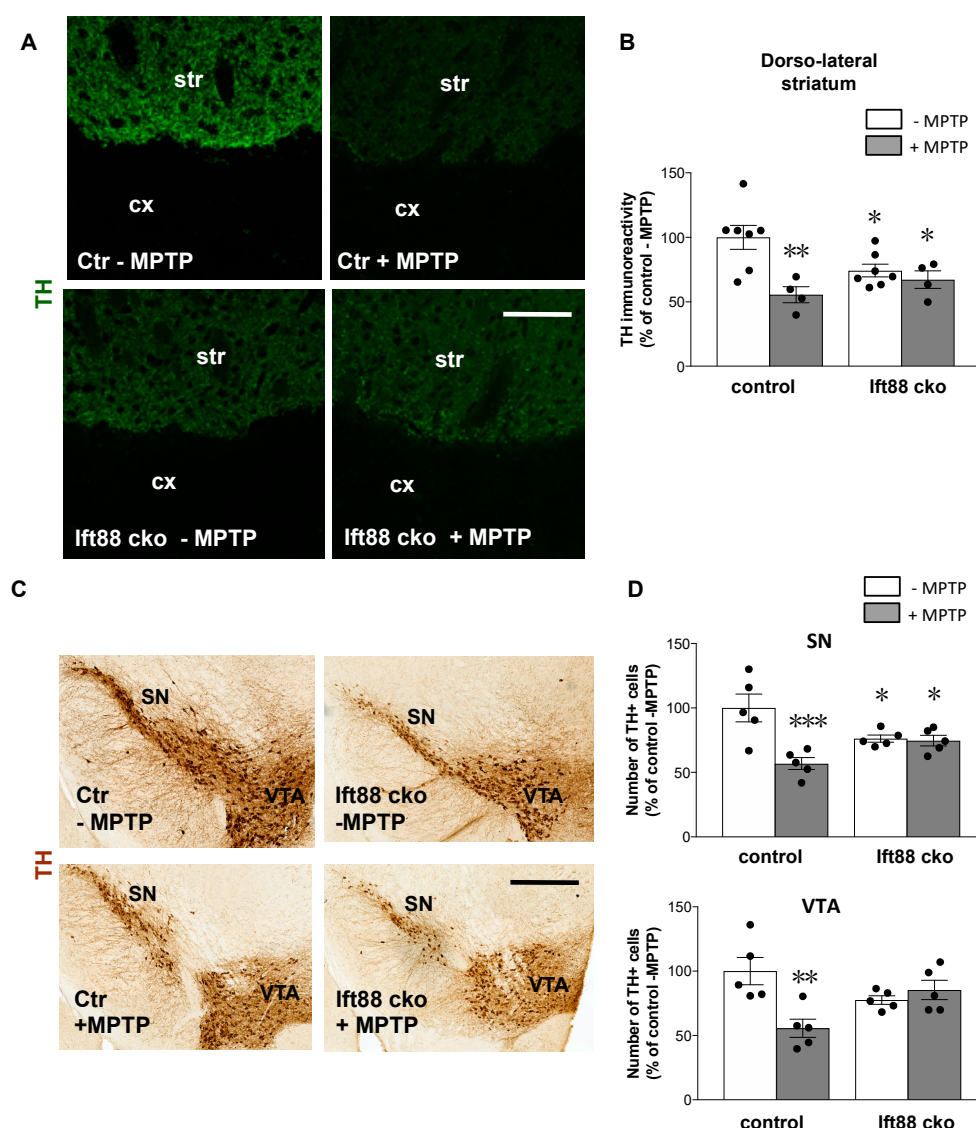 A
str
cx
Ctr - MPTP
str
cx
Ctr + MPTP
TH
str
cx
Ift88 cko - MPTP
str
cx
Ift88 cko + MPTP
B
Dorso-lateral
striatum
- MPTP
+ MPTP
TH immunoreactivity
(% of control - MPTP)
150
100
50
0
**
*
*
control
Ift88 cko
C
TH
SN
VTA
Ctr
- MPTP
SN
VTA
Ift88 cko
-MPTP
SN
VTA
Ctr
+MPTP
SN
VTA
Ift88 cko
+ MPTP
D
- MPTP
+ MPTP
SN
Number of TH+ cells
(% of control -MPTP)
150
100
50
0
***
*
*
control
Ift88 cko
VTA
Number of TH+ cells
(% of control -MPTP)
150
100
50
0
**
control
Ift88 cko